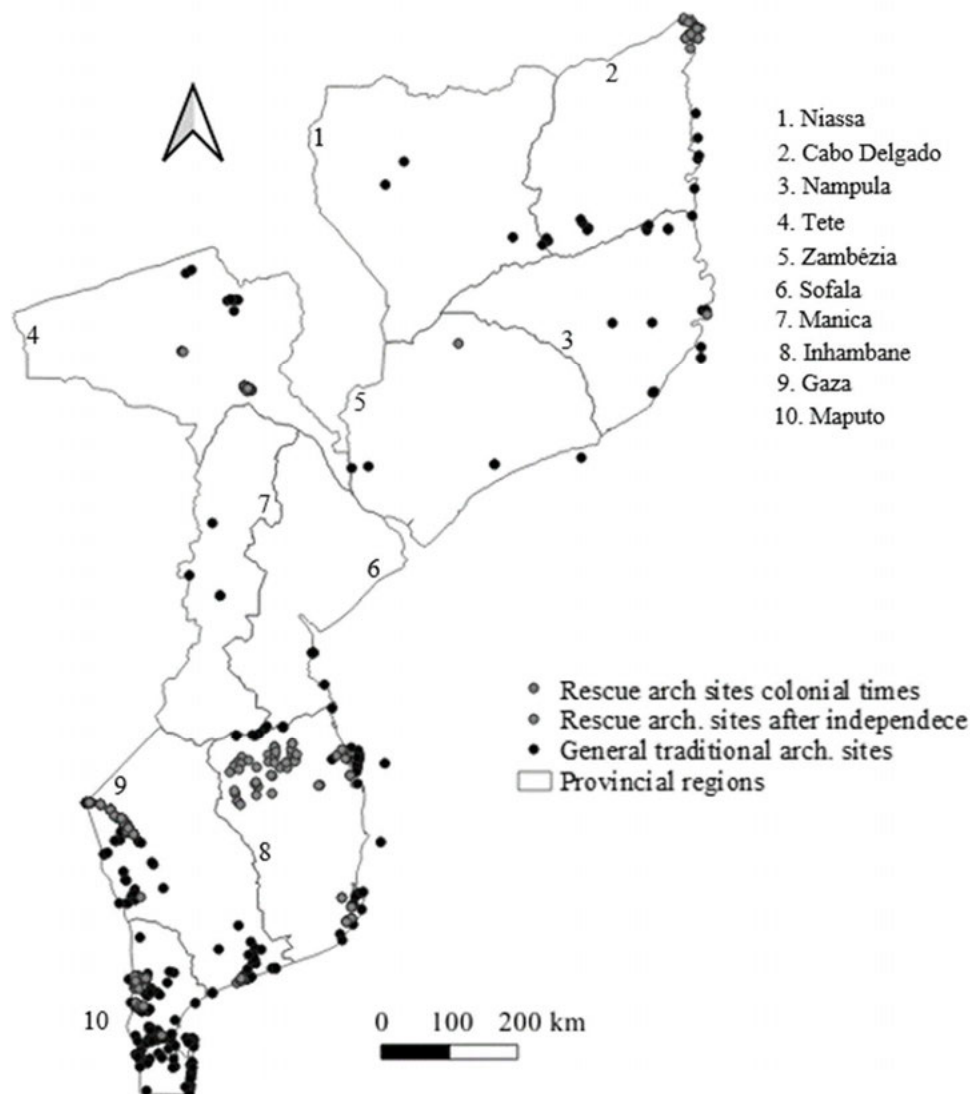 1
2
3
4
5
6
7
8
9
10
1. Niassa
2. Cabo Delgado
3. Nampula
4. Tete
5. Zambézia
6. Sofala
7. Manica
8. Inhambane
9. Gaza
10. Maputo
Rescue arch sites colonial times
Rescue arch. sites after independece
General traditional arch. sites
Provincial regions
0 100 200 km